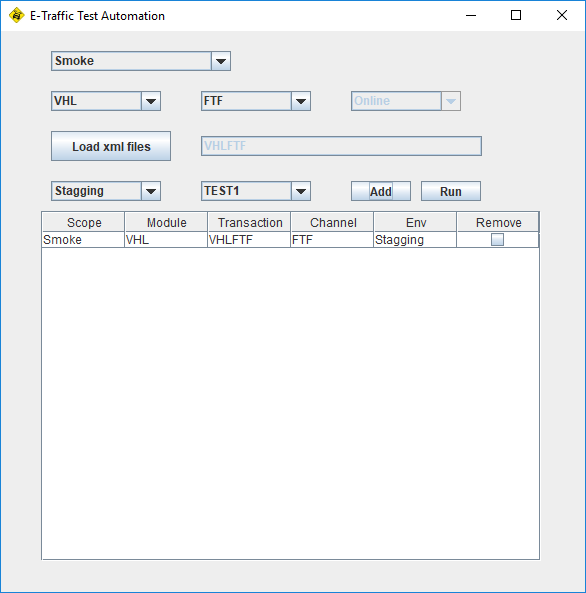 E-Traffic Test Automation
Smoke
VHL FTF Online
Load xml files VHLFTF
Stagging TEST1 Add Run
Scope Module Transaction Channel Env Remove
Smoke VHL VHLFTF FTF Stagging